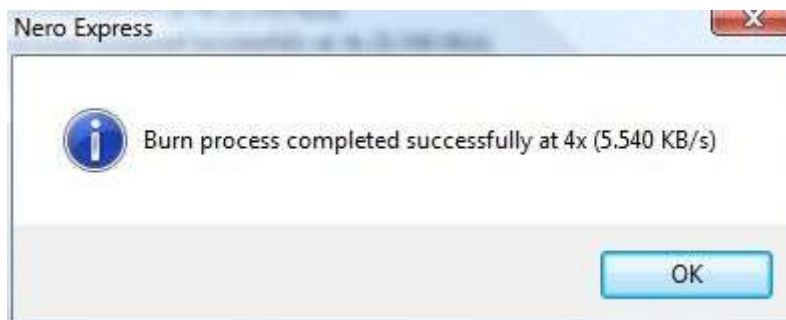 Nero Express
Burn process completed successfully at 4x (5.540 KB/s)
OK